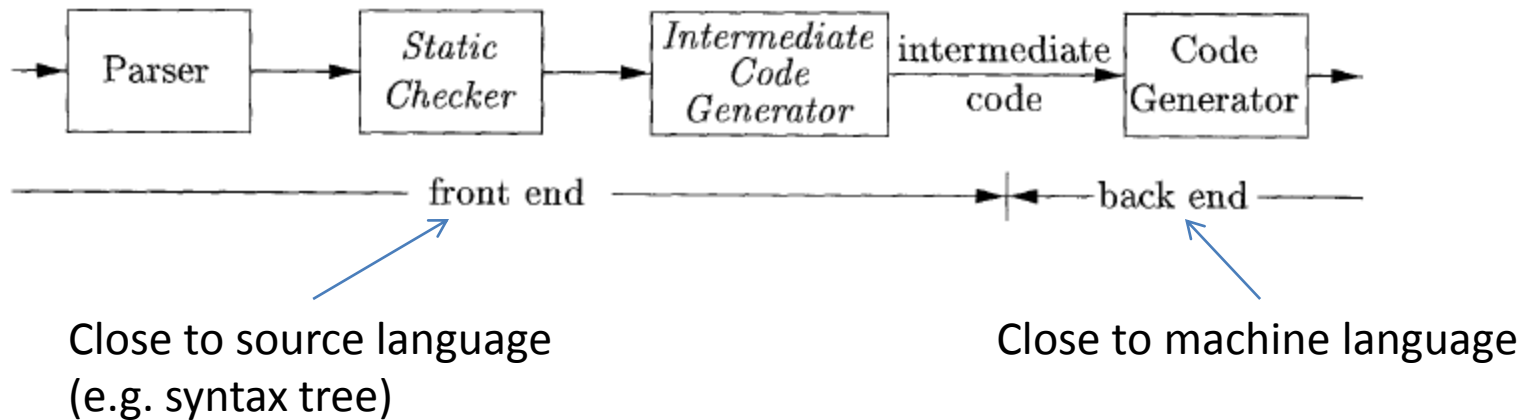 Parser
Static
Checker
Intermediate
Code
Generator
intermediate
code
Code
Generator
front end
back end
Close to source language
(e.g. syntax tree)
Close to machine language